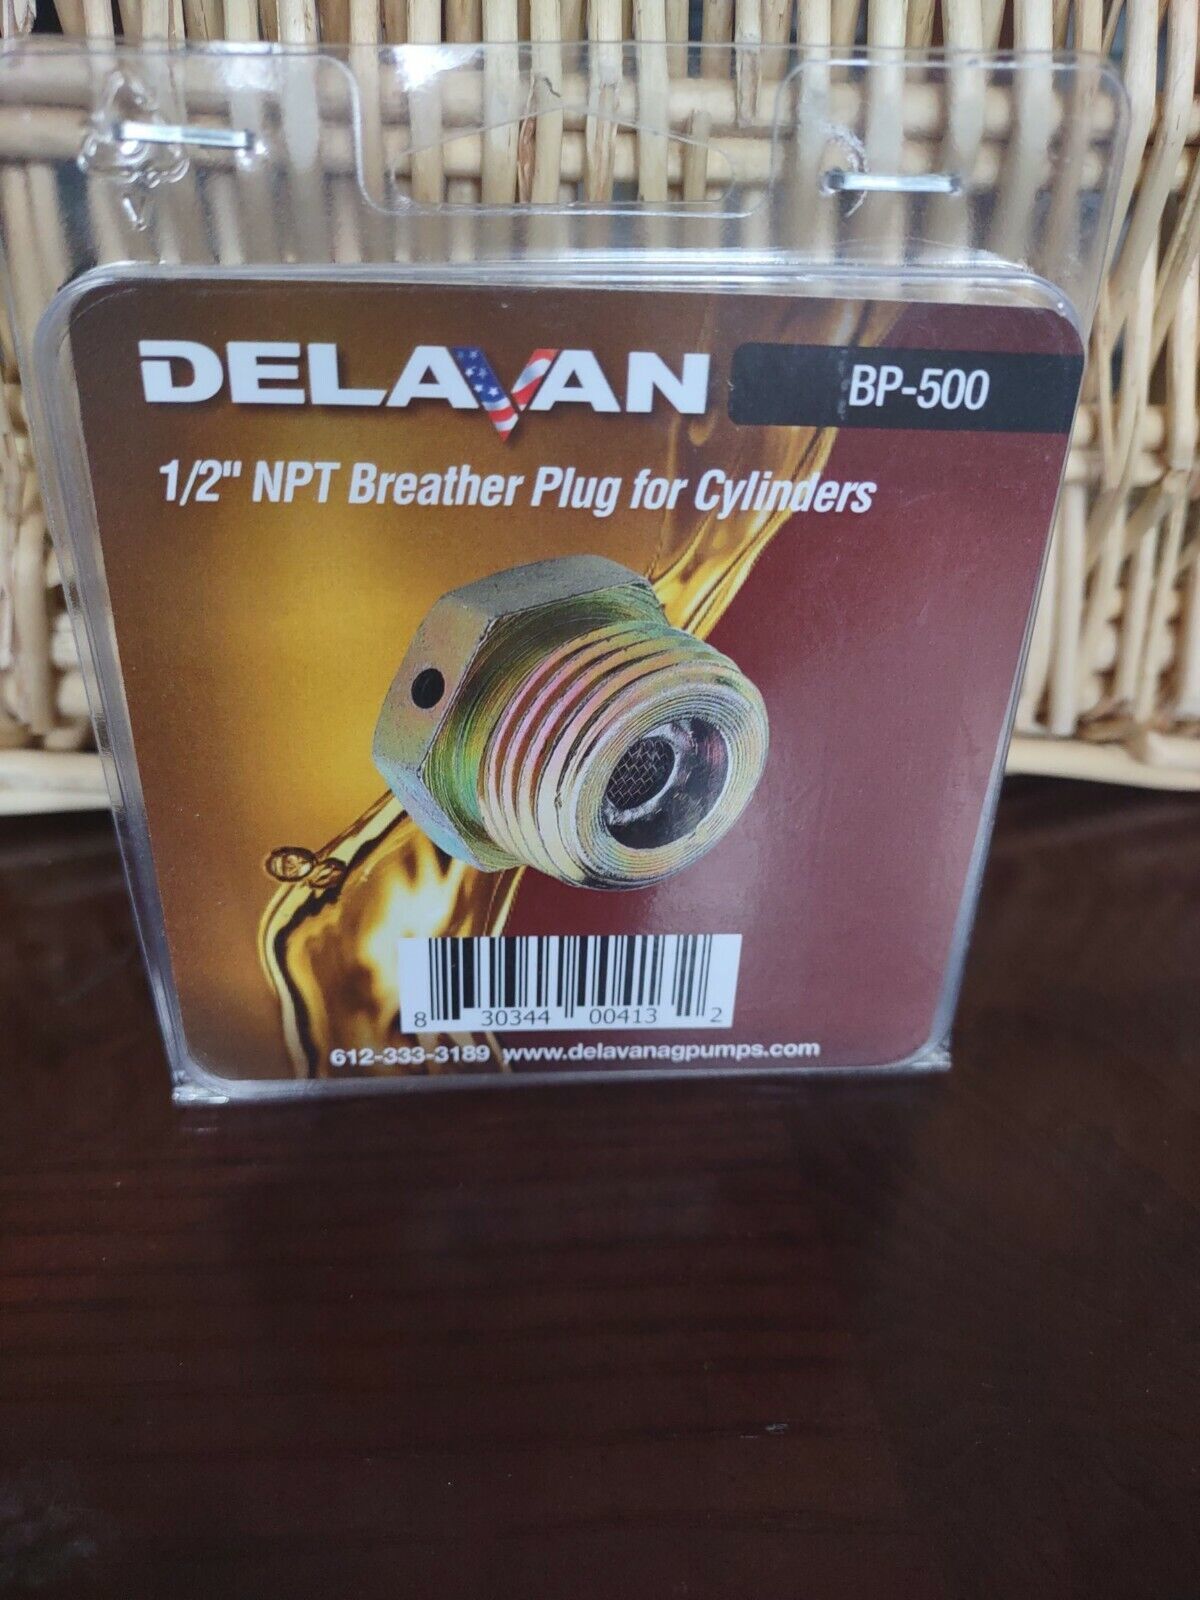 DELAVAN
BP-500
1/2" NPT Breather Plug for Cylinders
8 30344 00413 2
612-333-3189 www.delavanagpumps.com